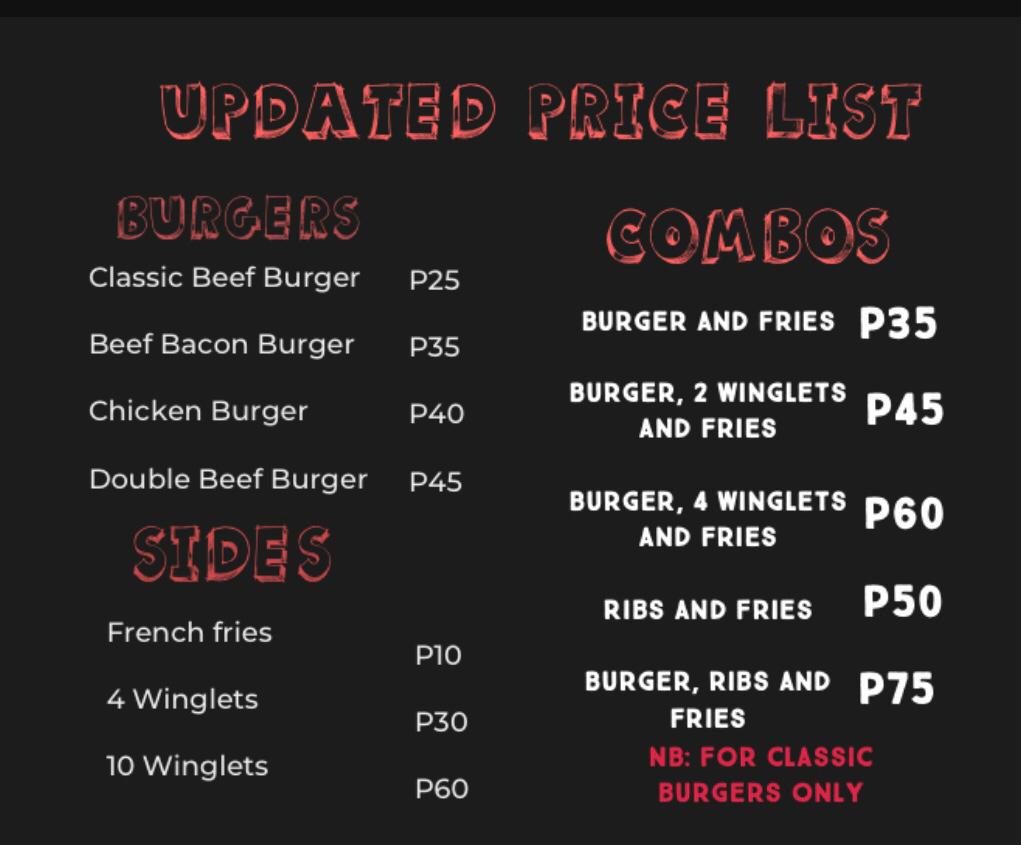 UPDATED PRICE LIST
BURGERS
Classic Beef Burger P25
Beef Bacon Burger P35
Chicken Burger P40
Double Beef Burger P45
SIDES
French fries P10
4 Winglets P30
10 Winglets P60
COMBOS
BURGER AND FRIES P35
BURGER, 2 WINGLETS
AND FRIES P45
BURGER, 4 WINGLETS
AND FRIES P60
RIBS AND FRIES P50
BURGER, RIBS AND
FRIES P75
NB: FOR CLASSIC
BURGERS ONLY